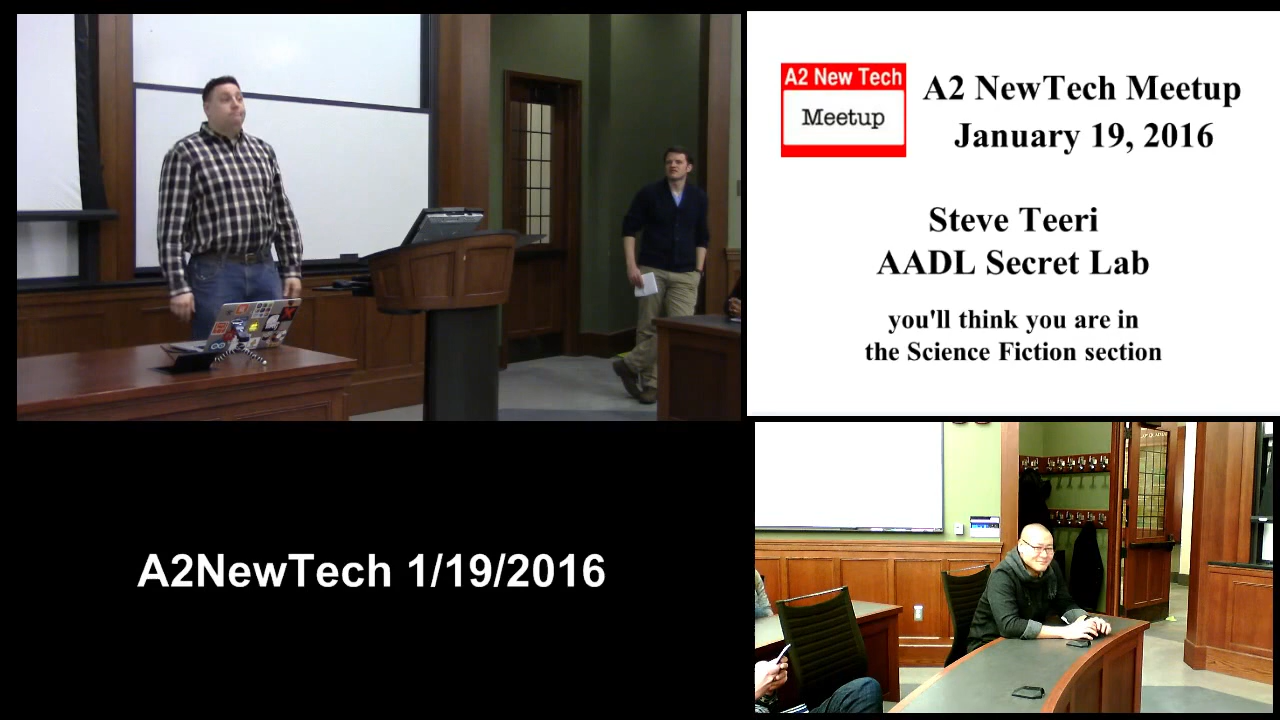 A2 New Tech
Meetup
A2 NewTech Meetup
January 19, 2016
Steve Teeri
AADL Secret Lab
you'll think you are in
the Science Fiction section
A2NewTech 1/19/2016